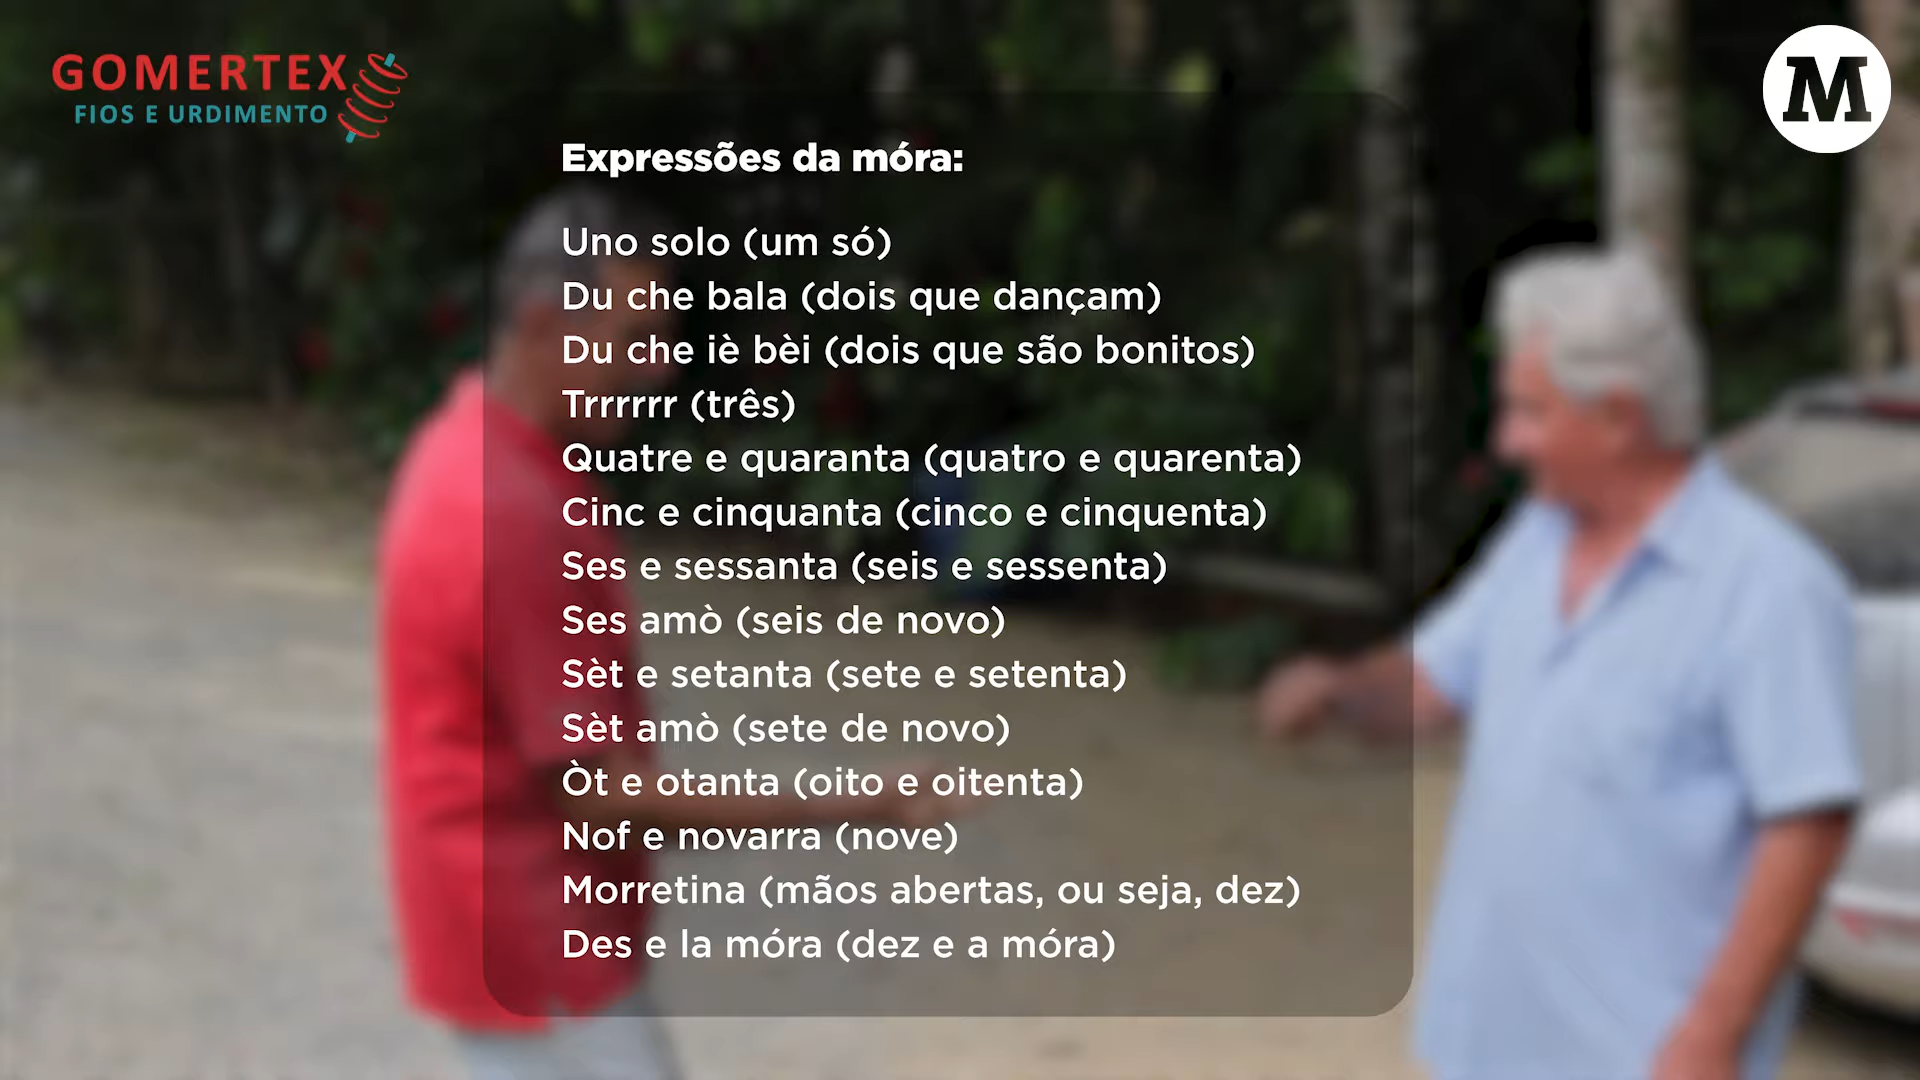 GOMERTEX
FIOS E URDIMENTO
M
Expressões da móra:
Uno solo (um só)
Du che bala (dois que dançam)
Du che iè bèi (dois que são bonitos)
Trrrrrr (três)
Quatre e quaranta (quatro e quarenta)
Cinc e cinquanta (cinco e cinquenta)
Ses e sessanta (seis e sessenta)
Ses amò (seis de novo)
Sèt e setanta (sete e setenta)
Sèt amò (sete de novo)
Òt e otanta (oito e oitenta)
Nof e novarra (nove)
Morretina (mãos abertas, ou seja, dez)
Des e la móra (dez e a móra)